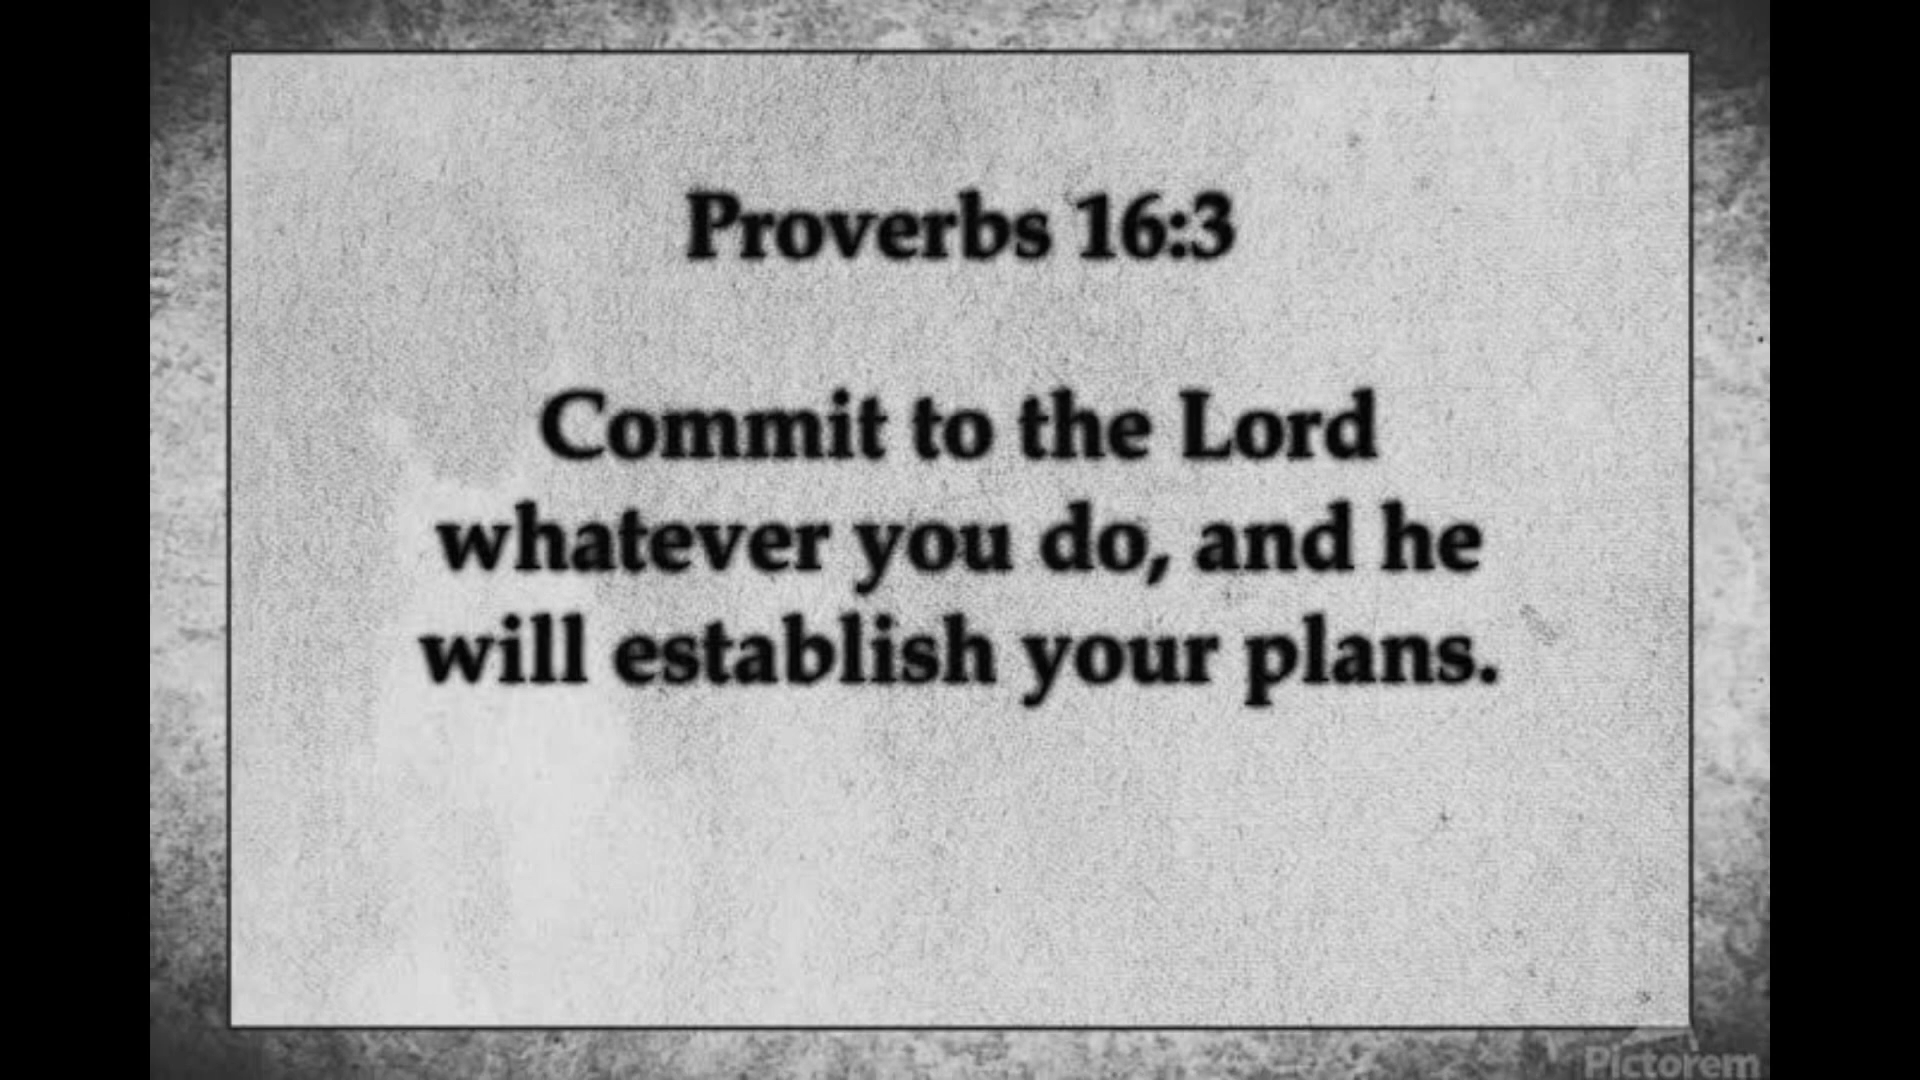 Proverbs 16:3
Commit to the Lord
whatever you do, and he
will establish your plans.
Pictorem